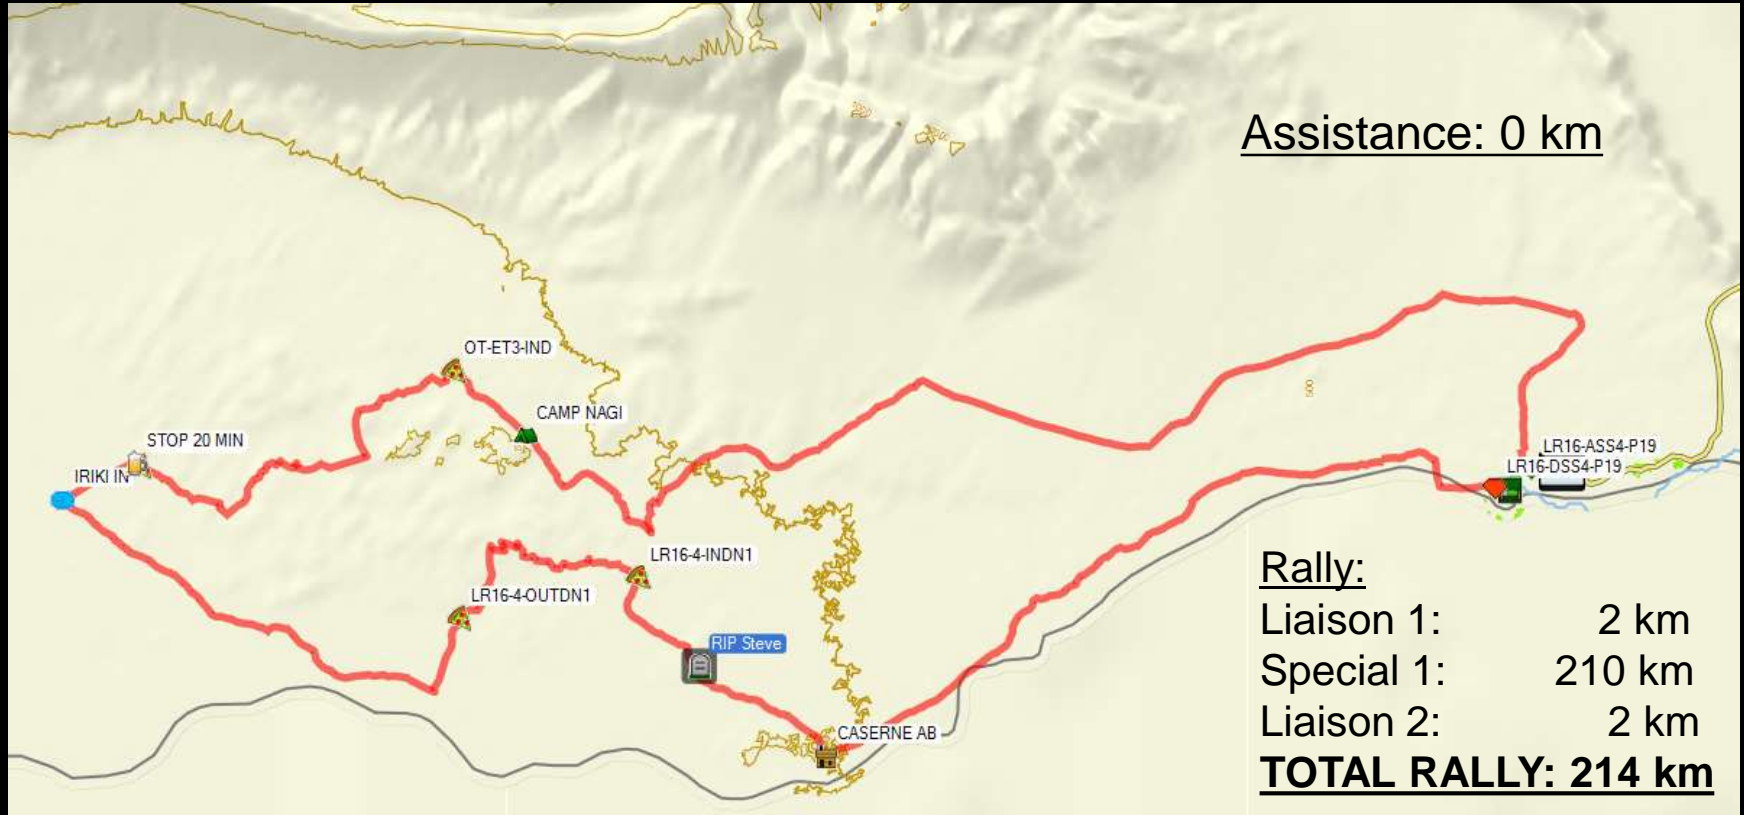 Assistance: 0 km
OT-ET3-IND
CAMP NAGI
STOP 20 MIN
IRIKI IN
LR16-ASS4-P19
LR16-DSS4-P19
LR16-4-INDN1
LR16-4-OUTDN1
RIP Steve
CASERNE AB
Rally:
Liaison 1: 2 km
Special 1: 210 km
Liaison 2: 2 km
TOTAL RALLY: 214 km